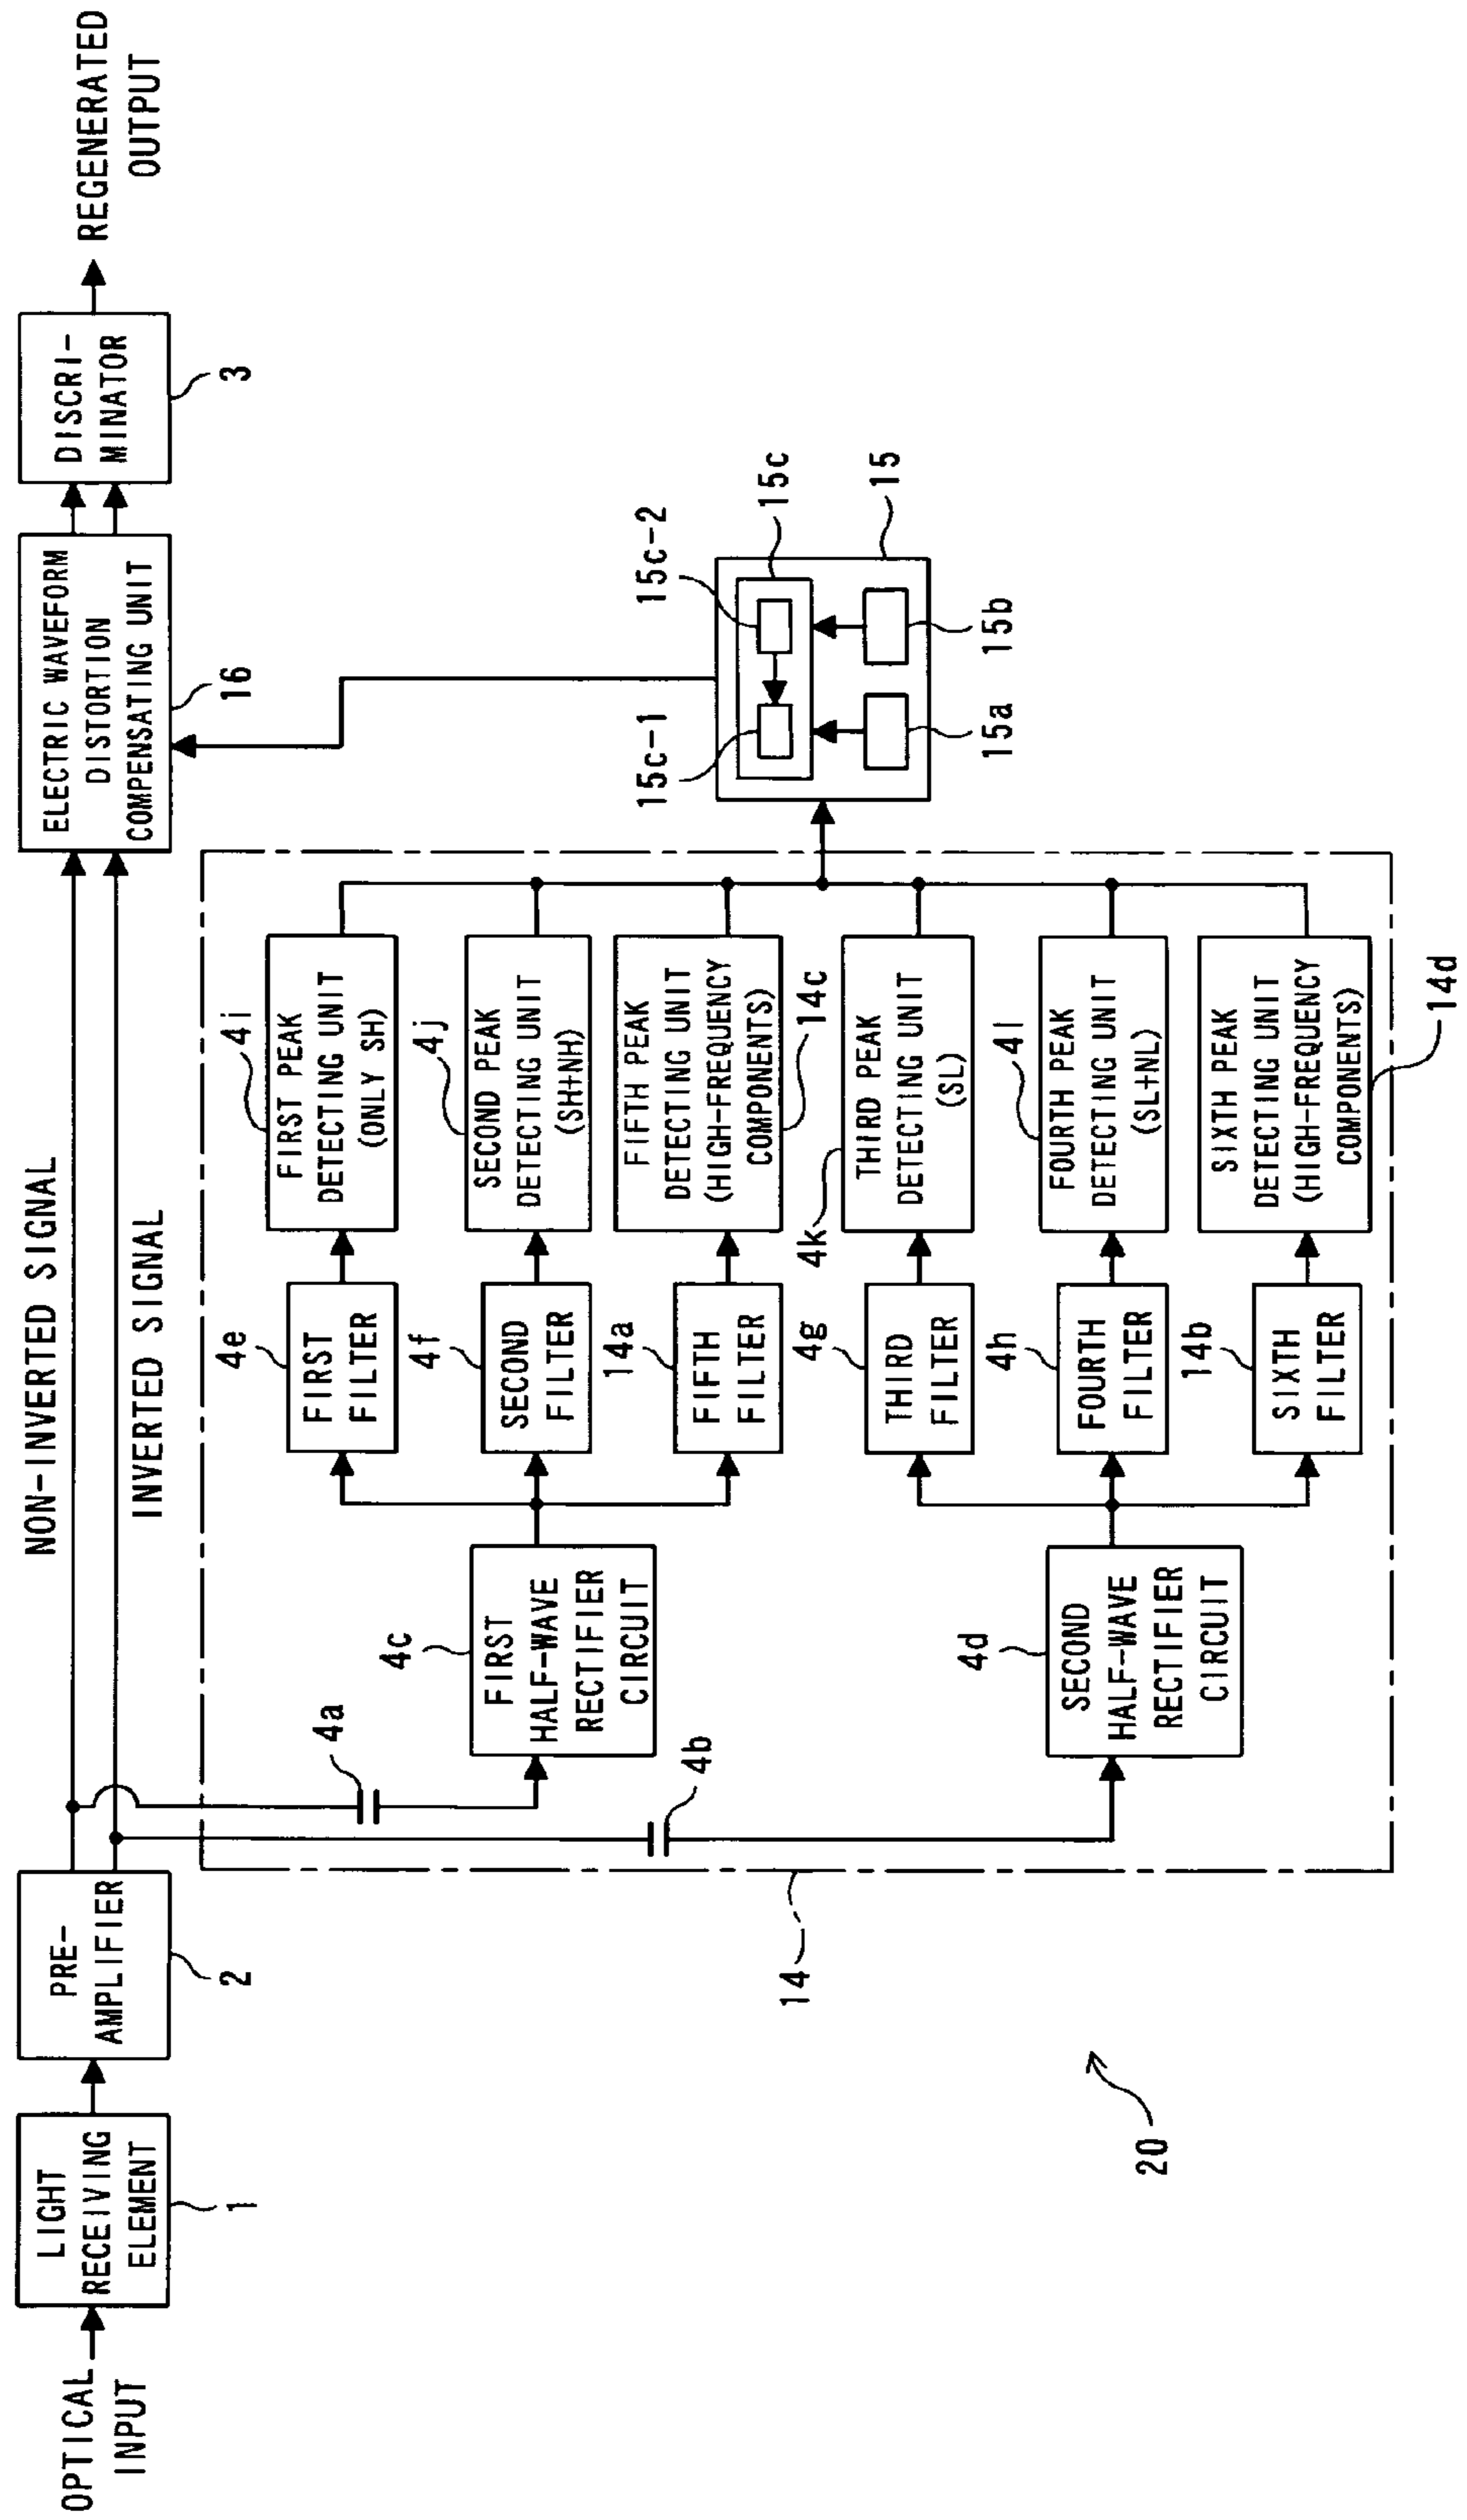 OPTICAL
INPUT
LIGHT
RECEIVING
ELEMENT
1
PRE-
AMPLIFIER
2
NON-INVERTED SIGNAL
INVERTED SIGNAL
ELECTRIC WAVEFORM
DISTORTION
COMPENSATING UNIT
16
DISCRI-
MINATOR
3
REGENERATED
OUTPUT
4a
4b
4c
FIRST
HALF-WAVE
RECTIFIER
CIRCUIT
4d
SECOND
HALF-WAVE
RECTIFIER
CIRCUIT
4e
FIRST
FILTER
4f
SECOND
FILTER
14a
FIFTH
FILTER
4g
THIRD
FILTER
4h
FOURTH
FILTER
14b
SIXTH
FILTER
4i
FIRST PEAK
DETECTING UNIT
(ONLY SH)
4j
SECOND PEAK
DETECTING UNIT
(SH+NH)
FIFTH PEAK
DETECTING UNIT
(HIGH-FREQUENCY
COMPONENTS)
14c
4k
THIRD PEAK
DETECTING UNIT
(SL)
4l
FOURTH PEAK
DETECTING UNIT
(SL+NL)
SIXTH PEAK
DETECTING UNIT
(HIGH-FREQUENCY
COMPONENTS)
14d
15c-1
15c-2
15c
15
15a
15b
14
20